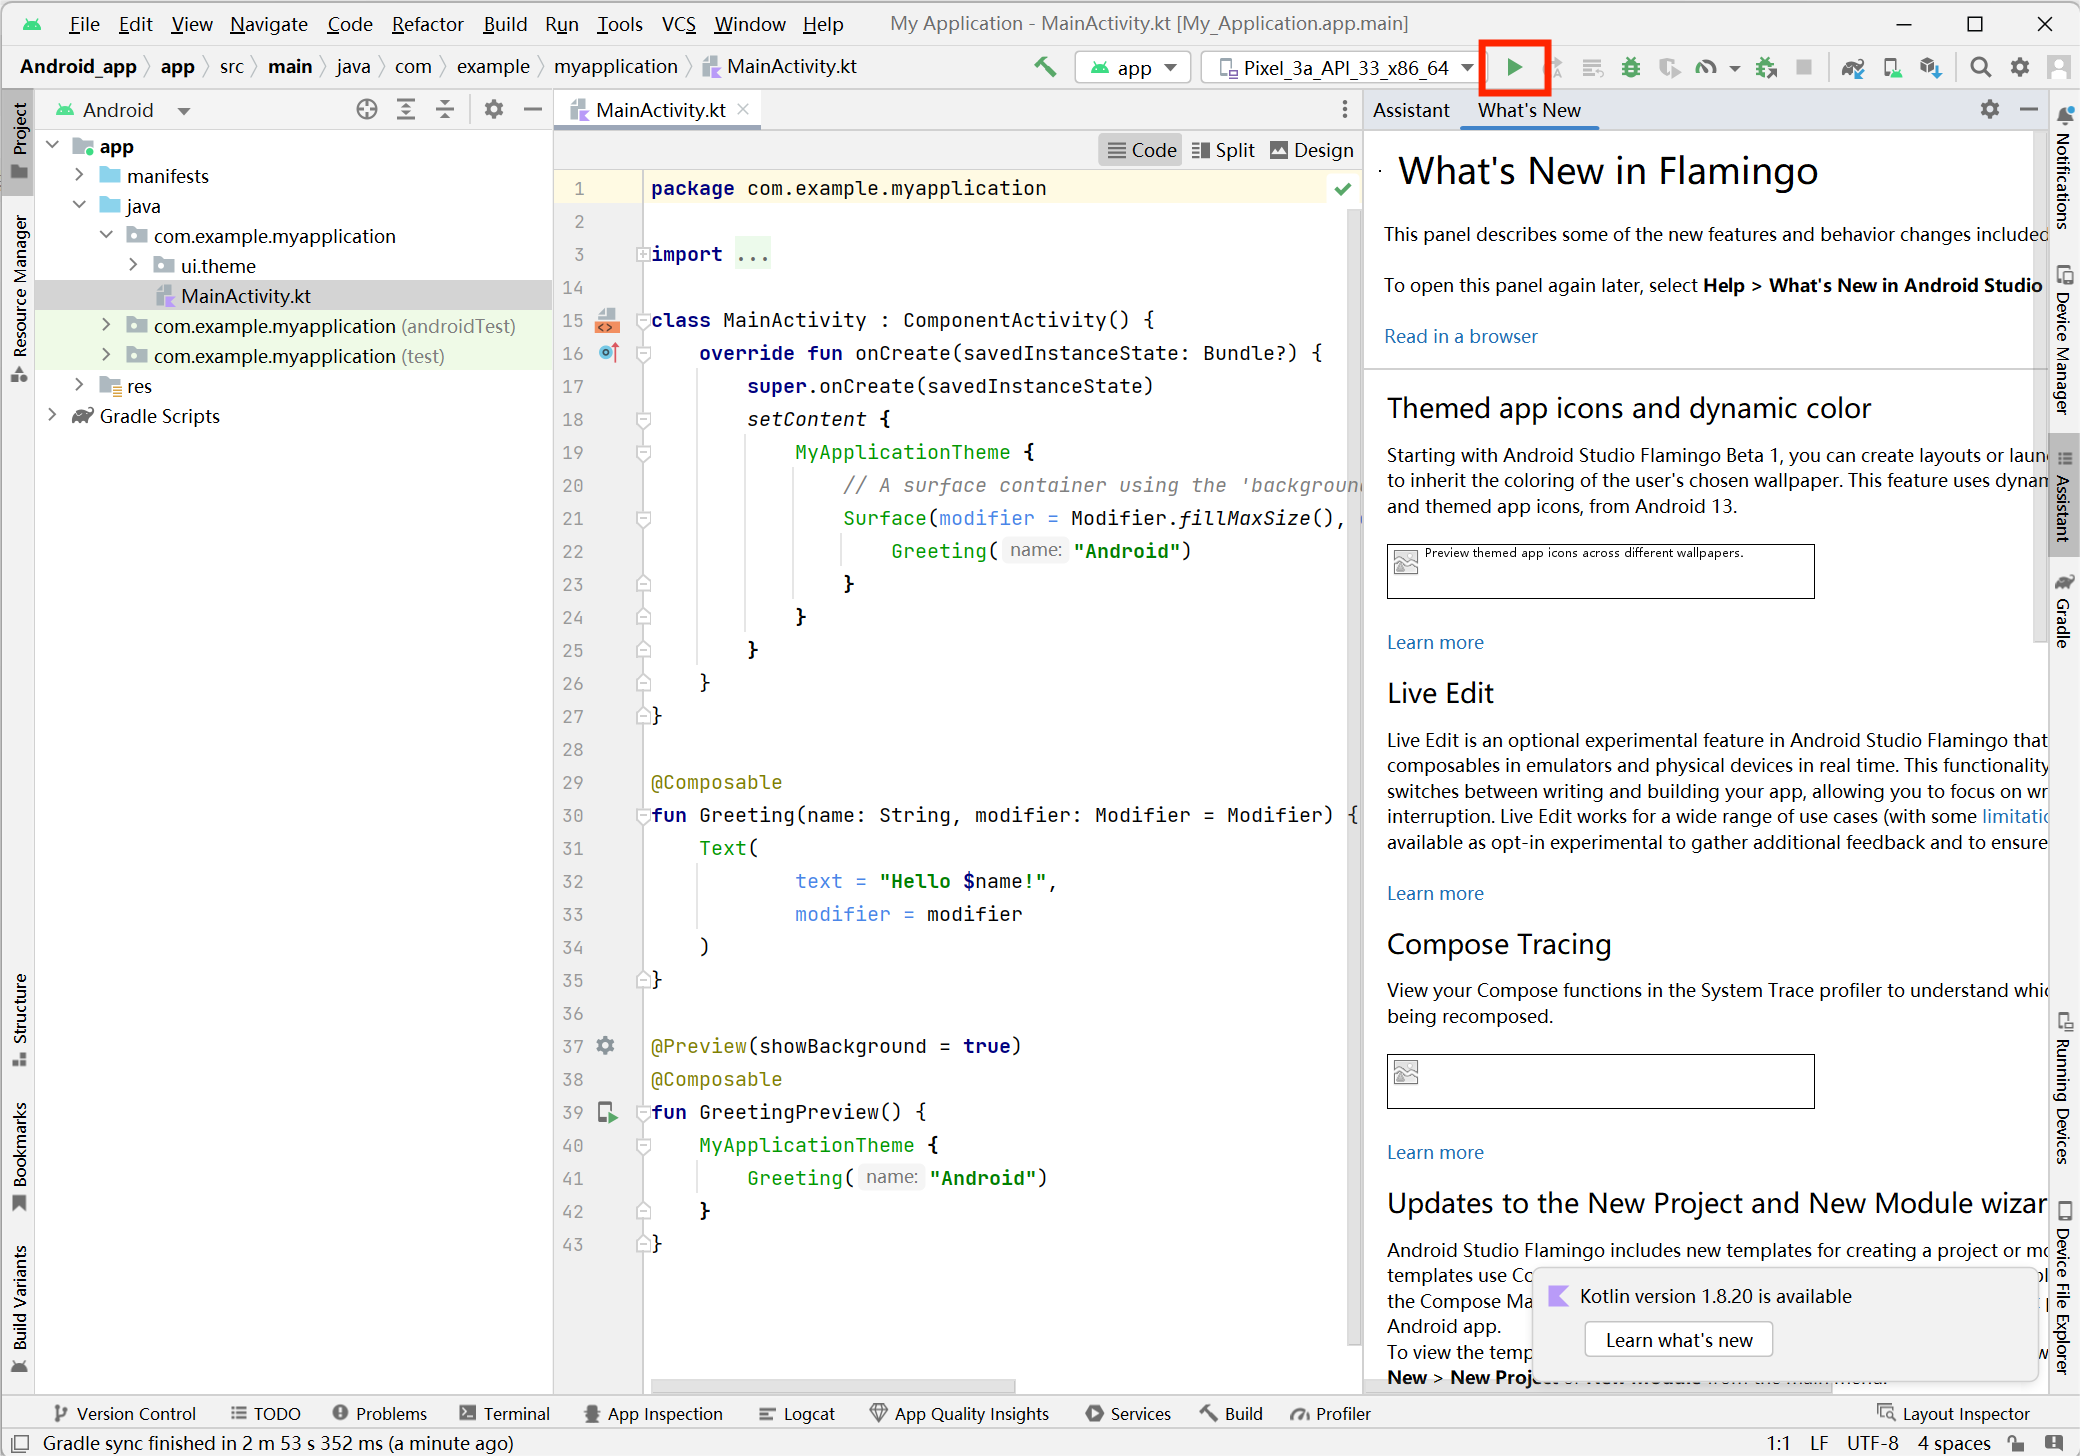 File Edit View Navigate Code Refactor Build Run Tools VCS Window Help My Application - MainActivity.kt [My_Application.app.main]
Android_app app src main java com example myapplication MainActivity.kt app Pixel_3a_API_33_x86_64
Project
Resource Manager
Structure
Bookmarks
Build Variants
Android
app
manifests
java
com.example.myapplication
ui.theme
MainActivity.kt
com.example.myapplication (androidTest)
com.example.myapplication (test)
res
Gradle Scripts
MainActivity.kt
Code Split Design
1 package com.example.myapplication
2
3 import ...
14
15 class MainActivity : ComponentActivity() {
16 override fun onCreate(savedInstanceState: Bundle?) {
17 super.onCreate(savedInstanceState)
18 setContent {
19 MyApplicationTheme {
20 // A surface container using the 'background
21 Surface(modifier = Modifier.fillMaxSize(),
22 Greeting( name: "Android")
23 }
24 }
25 }
26 }
27 }
28
29 @Composable
30 fun Greeting(name: String, modifier: Modifier = Modifier) {
31 Text(
32 text = "Hello $name!",
33 modifier = modifier
34 )
35 }
36
37 @Preview(showBackground = true)
38 @Composable
39 fun GreetingPreview() {
40 MyApplicationTheme {
41 Greeting( name: "Android")
42 }
43 }
Assistant What's New
What's New in Flamingo
This panel describes some of the new features and behavior changes included
To open this panel again later, select Help > What's New in Android Studio
Read in a browser
Themed app icons and dynamic color
Starting with Android Studio Flamingo Beta 1, you can create layouts or laun
to inherit the coloring of the user's chosen wallpaper. This feature uses dynam
and themed app icons, from Android 13.
Preview themed app icons across different wallpapers.
Learn more
Live Edit
Live Edit is an optional experimental feature in Android Studio Flamingo that
composables in emulators and physical devices in real time. This functionality
switches between writing and building your app, allowing you to focus on wr
interruption. Live Edit works for a wide range of use cases (with some limitatio
available as opt-in experimental to gather additional feedback and to ensure
Learn more
Compose Tracing
View your Compose functions in the System Trace profiler to understand whic
being recomposed.
Learn more
Updates to the New Project and New Module wizar
Android Studio Flamingo includes new templates for creating a project or mo
templates use Co
the Compose Ma
Android app.
To view the temp
New > New Project or New Module from the main menu.
Kotlin version 1.8.20 is available
Learn what's new
Notifications
Device Manager
Assistant
Gradle
Running Devices
Device File Explorer
Version Control TODO Problems Terminal App Inspection Logcat App Quality Insights Services Build Profiler Layout Inspector
Gradle sync finished in 2 m 53 s 352 ms (a minute ago) 1:1 LF UTF-8 4 spaces